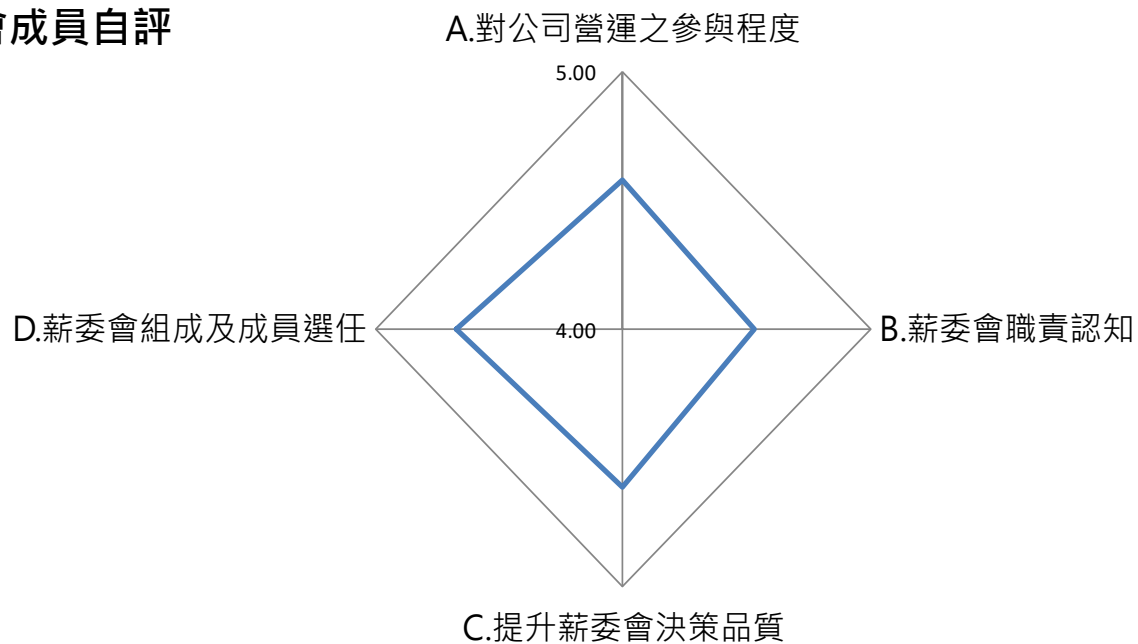 會成員自評
A.對公司營運之參與程度
5.00
D.薪委會組成及成員選任
4.00
B.薪委會職責認知
C.提升薪委會決策品質